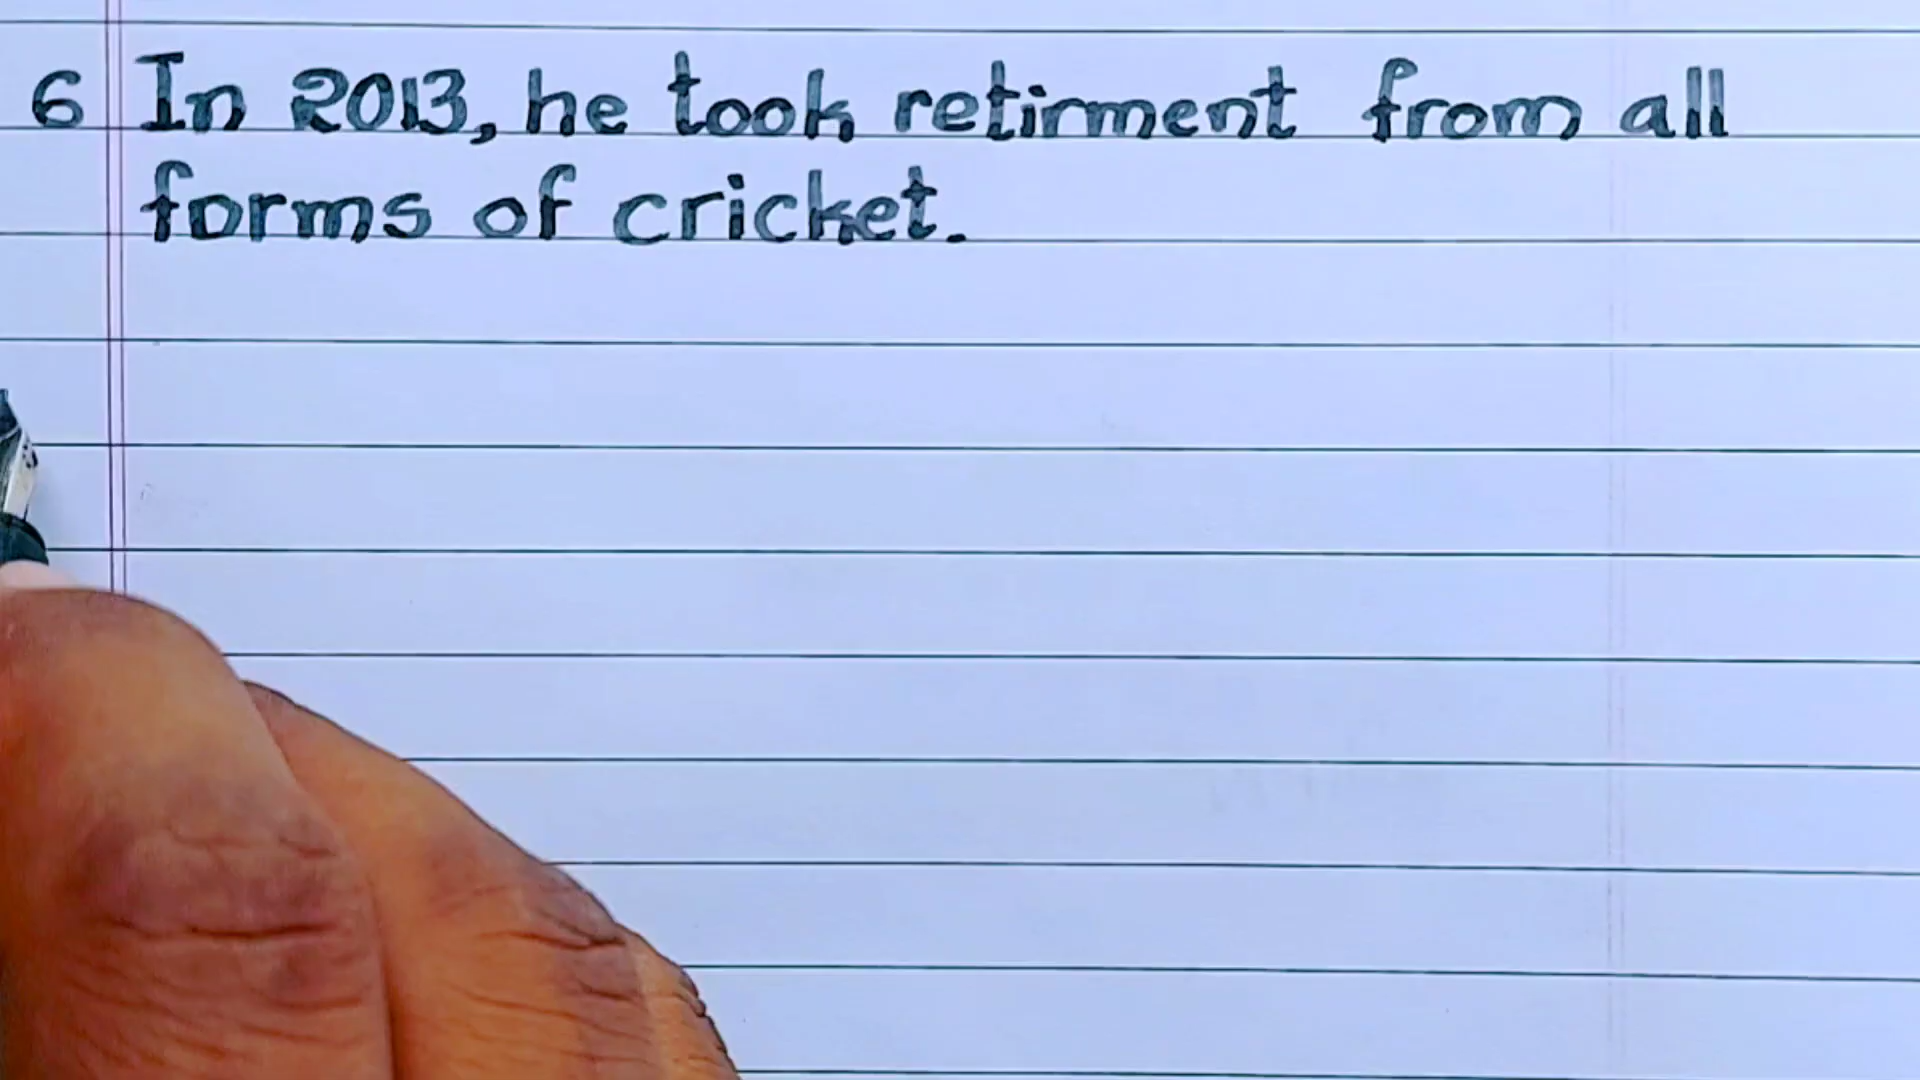 6 In 2013, he took retirment from all
forms of cricket.